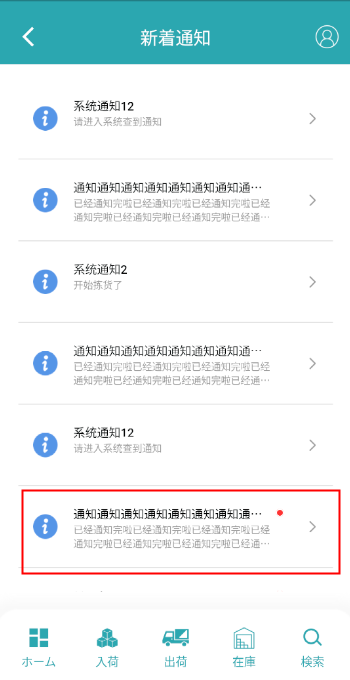 新着通知
系统通知12
请进入系统查到通知
通知通知通知通知通知通知通知通…
已经通知完啦已经通知完啦已经通知完啦已经
通知完啦已经通知完啦已经通知完啦已经通…
系统通知2
开始拣货了
通知通知通知通知通知通知通知通…
已经通知完啦已经通知完啦已经通知完啦已经
通知完啦已经通知完啦已经通知完啦已经通…
系统通知12
请进入系统查到通知
通知通知通知通知通知通知通知通…
已经通知完啦已经通知完啦已经通知完啦已经
通知完啦已经通知完啦已经通知完啦已经通…
ホーム 入荷 出荷 在庫 検索